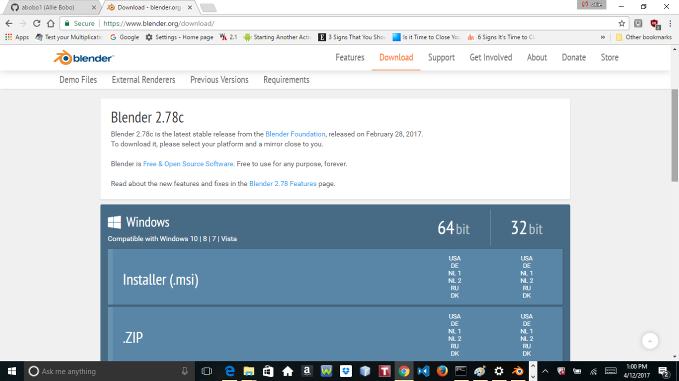 abobo1 (Allie Bobo)
Download - blender.org
Secure
https://www.blender.org/download/
Apps
Test your Multiplicatio
Google
Settings - Home page
2.1
Starting Another Activ
3 Signs That You Shou
Is it Time to Close You
6 Signs It's Time to Cl
»
Other bookmarks
blender
Features
Download
Support
Get Involved
About
Donate
Store
Demo Files
External Renderers
Previous Versions
Requirements
Blender 2.78c
Blender 2.78c is the latest stable release from the Blender Foundation, released on February 28, 2017.
To download it, please select your platform and a mirror close to you.
Blender is Free & Open Source Software. Free to use for any purpose, forever.
Read about the new features and fixes in the Blender 2.78 Features page.
Windows
64 bit
32 bit
Compatible with Windows 10 | 8 | 7 | Vista
Installer (.msi)
USA
DE
NL 1
NL 2
RU
DK
USA
DE
NL 1
NL 2
RU
DK
.ZIP
USA
DE
NL 1
NL 2
RU
DK
USA
DE
NL 1
NL 2
RU
DK
Ask me anything
1:00 PM
4/12/2017